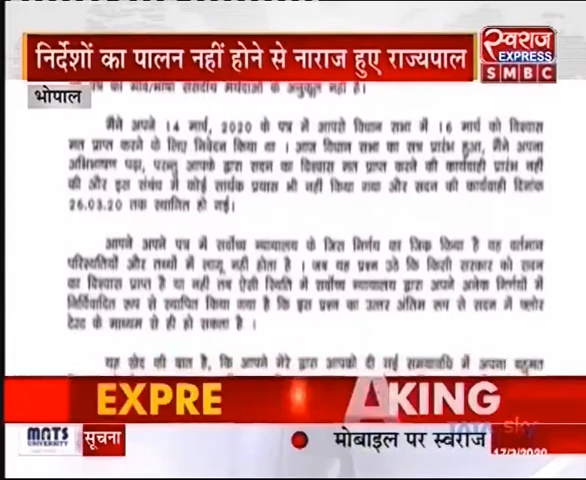 निर्देशों का पालन नहीं होने से नाराज हुए राज्यपाल
स्वराज
EXPRESS
SMBC
भोपाल
मैंने अपने 14 मार्च, 2020 के पत्र में आपसे विधान सभा में 16 मार्च को विश्वास
मत प्राप्त करने के लिए निवेदन किया था । आज विधान सभा का सत्र प्रारंभ हुआ, मैंने अपना
अभिभाषण पढ़ा, परन्तु आपके द्वारा सदन का विश्वास मत प्राप्त करने की कार्यवाही प्रारंभ नहीं
की और इस संबंध में कोई सार्थक प्रयास भी नहीं किया गया और सदन की कार्यवाही दिनांक
26.03.20 तक स्थगित हो गई।
आपने अपने पत्र में सर्वोच्च न्यायालय के जिस निर्णय का जिक्र किया है वह वर्तमान
परिस्थितियों और तथ्यों में लागू नहीं होता है । जब यह प्रश्न उठे कि किसी सरकार को सदन
का विश्वास प्राप्त है या नहीं तब ऐसी स्थिति में सर्वोच्च न्यायालय द्वारा अपने अनेक निर्णयों में
निर्विवादित रूप से स्थापित किया गया है कि इस प्रश्न का उत्तर अंतिम रूप से सदन में फ्लोर
टेस्ट के माध्यम से ही हो सकता है ।
यह खेद की बात है, कि आपने मेरे द्वारा आपको दी गई समयावधि में अपना बहुमत
EXPRE
AKING
MATS
UNIVERSITY
सूचना
मोबाइल पर स्वराज
sky
17/3/2020